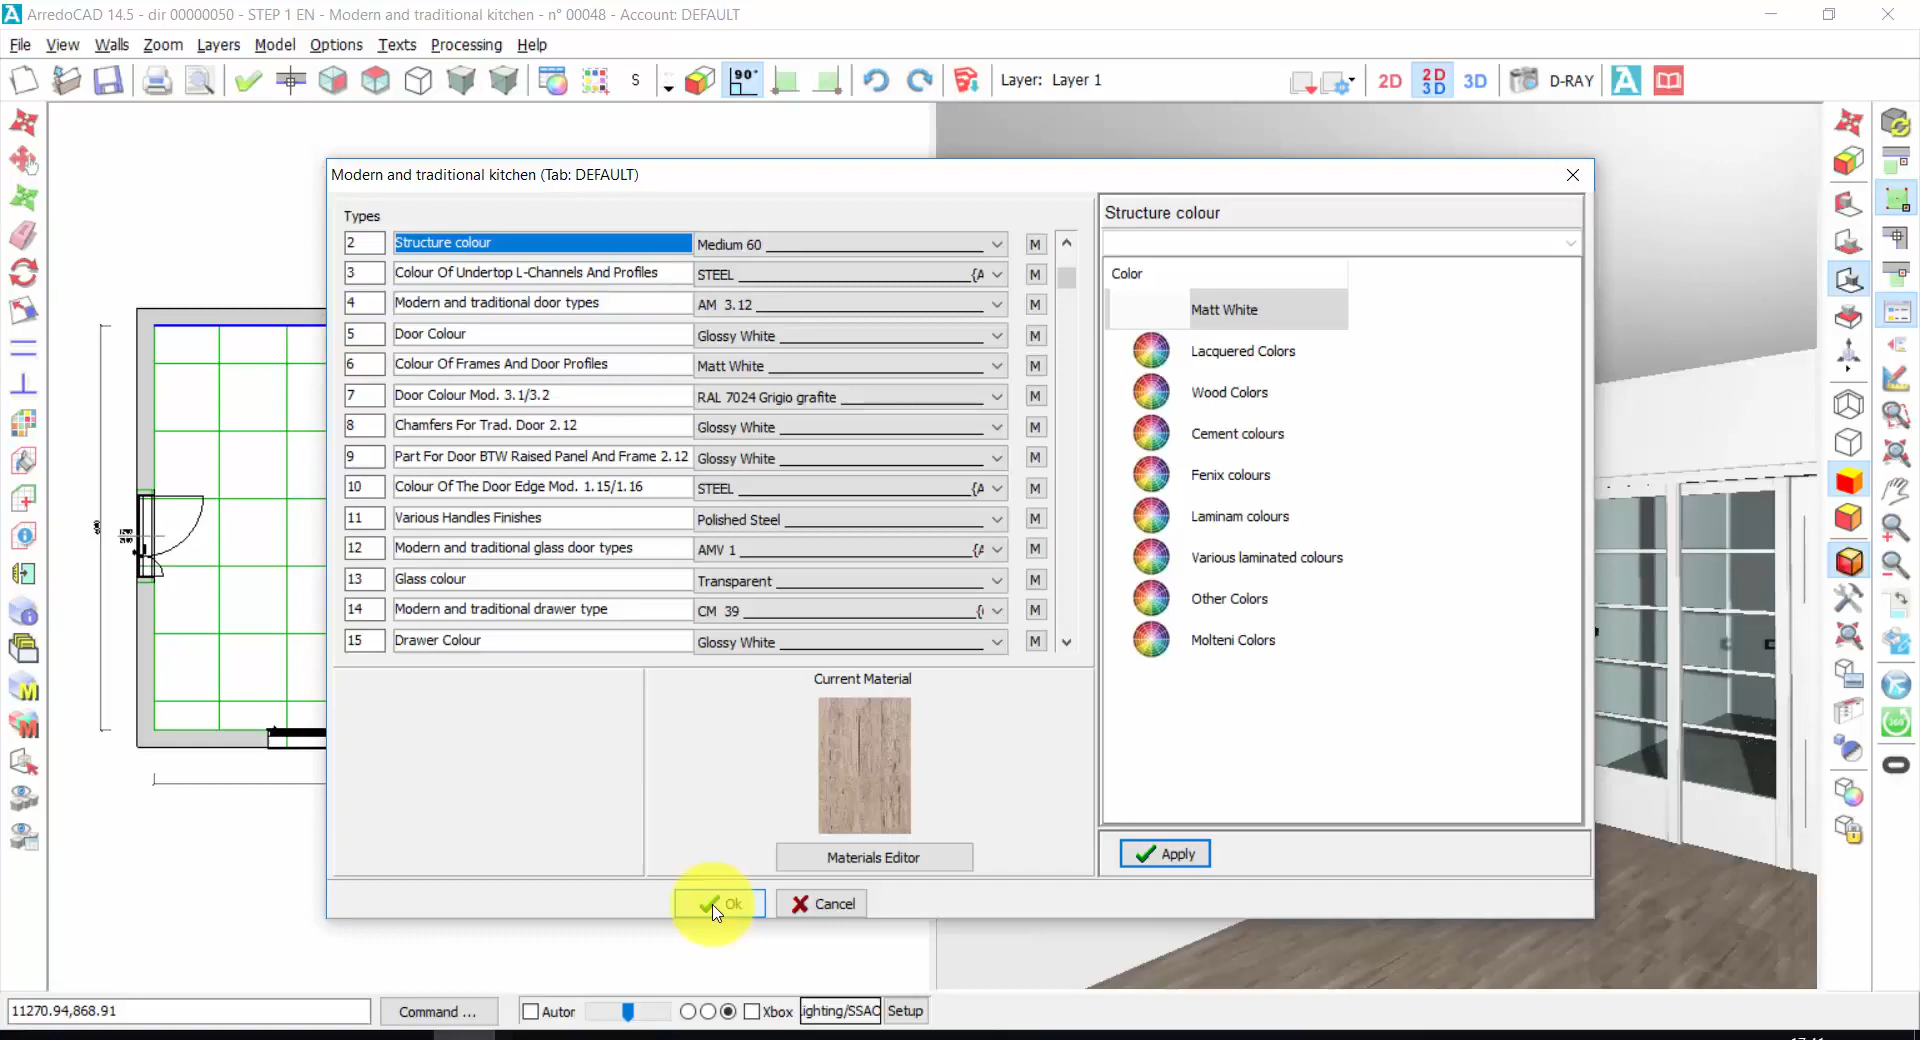 ArredoCAD 14.5 - dir 00000050 - STEP 1 EN - Modern and traditional kitchen - n° 00048 - Account: DEFAULT
File View Walls Zoom Layers Model Options Texts Processing Help
S 90° Layer: Layer 1 2D 2D 3D 3D D-RAY
Modern and traditional kitchen (Tab: DEFAULT)
Types
2 Structure colour Medium 60 M
3 Colour Of Undertop L-Channels And Profiles STEEL {A M
4 Modern and traditional door types AM 3.12 M
5 Door Colour Glossy White M
6 Colour Of Frames And Door Profiles Matt White M
7 Door Colour Mod. 3.1/3.2 RAL 7024 Grigio grafite M
8 Chamfers For Trad. Door 2.12 Glossy White M
9 Part For Door BTW Raised Panel And Frame 2.12 Glossy White M
10 Colour Of The Door Edge Mod. 1.15/1.16 STEEL {A M
11 Various Handles Finishes Polished Steel M
12 Modern and traditional glass door types AMV 1 {A M
13 Glass colour Transparent M
14 Modern and traditional drawer type CM 39 M
15 Drawer Colour Glossy White M
Structure colour
Color
Matt White
Lacquered Colors
Wood Colors
Cement colours
Fenix colours
Laminam colours
Various laminated colours
Other Colors
Molteni Colors
Current Material
Materials Editor
Apply
Ok Cancel
11270.94,868.91 Command ... Autor Xbox ighting/SSAO Setup